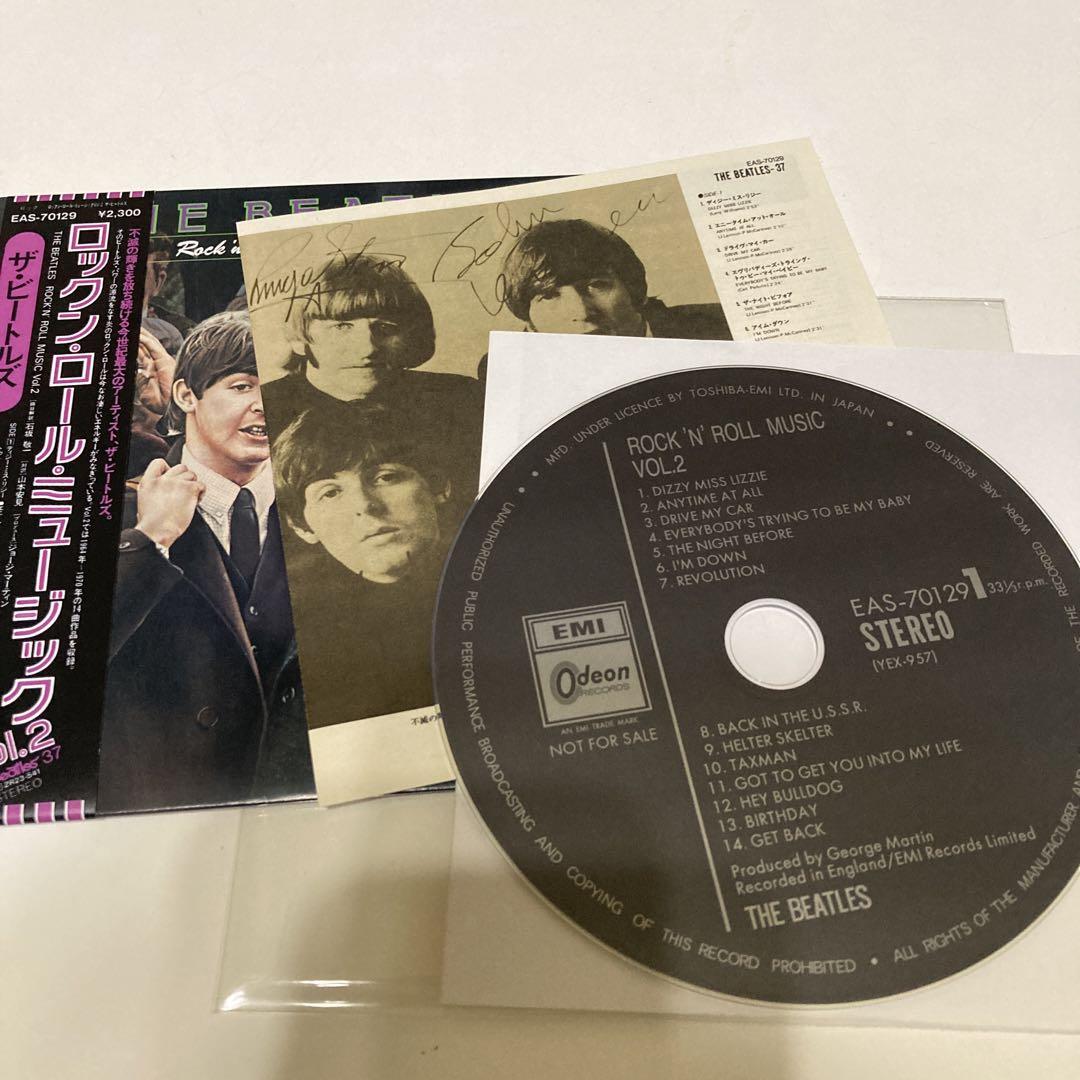 EAS-70129 ¥2,300
ザ・ビートルズ
ロックン・ロール・ミュージック
Vol.2
THE BEATLES ROCK'N' ROLL MUSIC Vol.2
不滅の輝きを放ち続ける今世紀最大のアーティスト、ザ・ビートルズ。
STEREO
THE BEAT
Rock 'n'
EAS-70129
THE BEATLES-37
●SIDE-1
1. ディジー・ミス・リジー
DIZZY MISS LIZZIE
2. エニータイム・アット・オール
ANYTIME AT ALL
3. ドライヴ・マイ・カー
DRIVE MY CAR
4. エヴリバディーズ・トライング・
トゥ・ビー・マイ・ベイビー
EVERYBODY'S TRYING TO BE MY BABY
5. ザ・ナイト・ビフォア
THE NIGHT BEFORE
6. アイム・ダウン
I'M DOWN
不滅の
MFD. UNDER LICENCE BY TOSHIBA-EMI LTD. IN JAPAN
ROCK 'N' ROLL MUSIC
VOL.2
1. DIZZY MISS LIZZIE
2. ANYTIME AT ALL
3. DRIVE MY CAR
4. EVERYBODY'S TRYING TO BE MY BABY
5. THE NIGHT BEFORE
6. I'M DOWN
7. REVOLUTION
EAS-70129 1 33⅓ r.p.m.
STEREO
(YEX-957)
EMI
Odeon
RECORDS
AN EMI TRADE MARK
NOT FOR SALE
8. BACK IN THE U.S.S.R.
9. HELTER SKELTER
10. TAXMAN
11. GOT TO GET YOU INTO MY LIFE
12. HEY BULLDOG
13. BIRTHDAY
14. GET BACK
Produced by George Martin
Recorded in England/EMI Records Limited
THE BEATLES
UNAUTHORIZED PUBLIC PERFORMANCE BROADCASTING AND COPYING OF THIS RECORD PROHIBITED • ALL RIGHTS OF THE MANUFACTURER AND OF THE RECORDED WORK ARE RESERVED